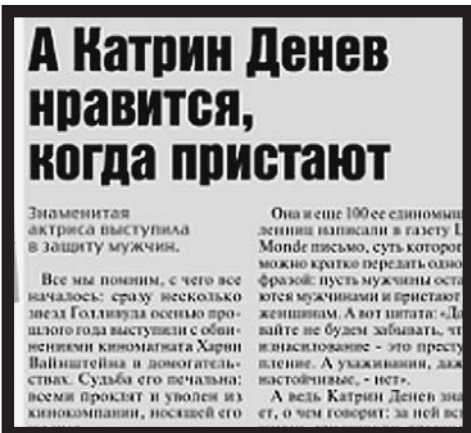 А Катрин Денев
нравится,
когда пристают
Знаменитая
актриса выступила
в защиту мужчин.
Все мы помним, с чего все
началось: сразу несколько
звезд Голливуда осенью про-
шлого года выступили с обви-
нениями киномагната Харви
Вайнштейна в домогатель-
ствах. Судьба его печальна:
всеми проклят и уволен из
кинокомпании, носящей его
Она и еще 100 ее единомыш
ленниц написали в газету L
Monde письмо, суть которог
можно кратко передать одно
фразой: пусть мужчины оста
ются мужчинами и пристают
женщинам. А вот цитата: «Да
вайте не будем забывать, чт
изнасилование - это престу
пление. А ухаживания, даж
настойчивые, - нет».
А ведь Катрин Денев зна
ет, о чем говорит: за ней вс